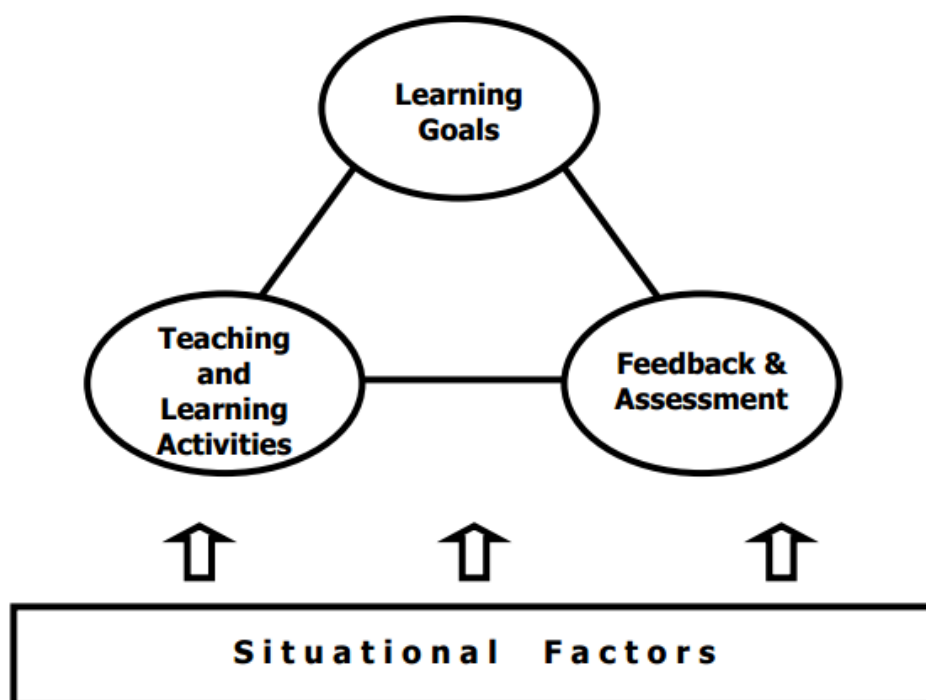 Learning
Goals
Teaching
and
Learning
Activities
Feedback &
Assessment
Situational Factors